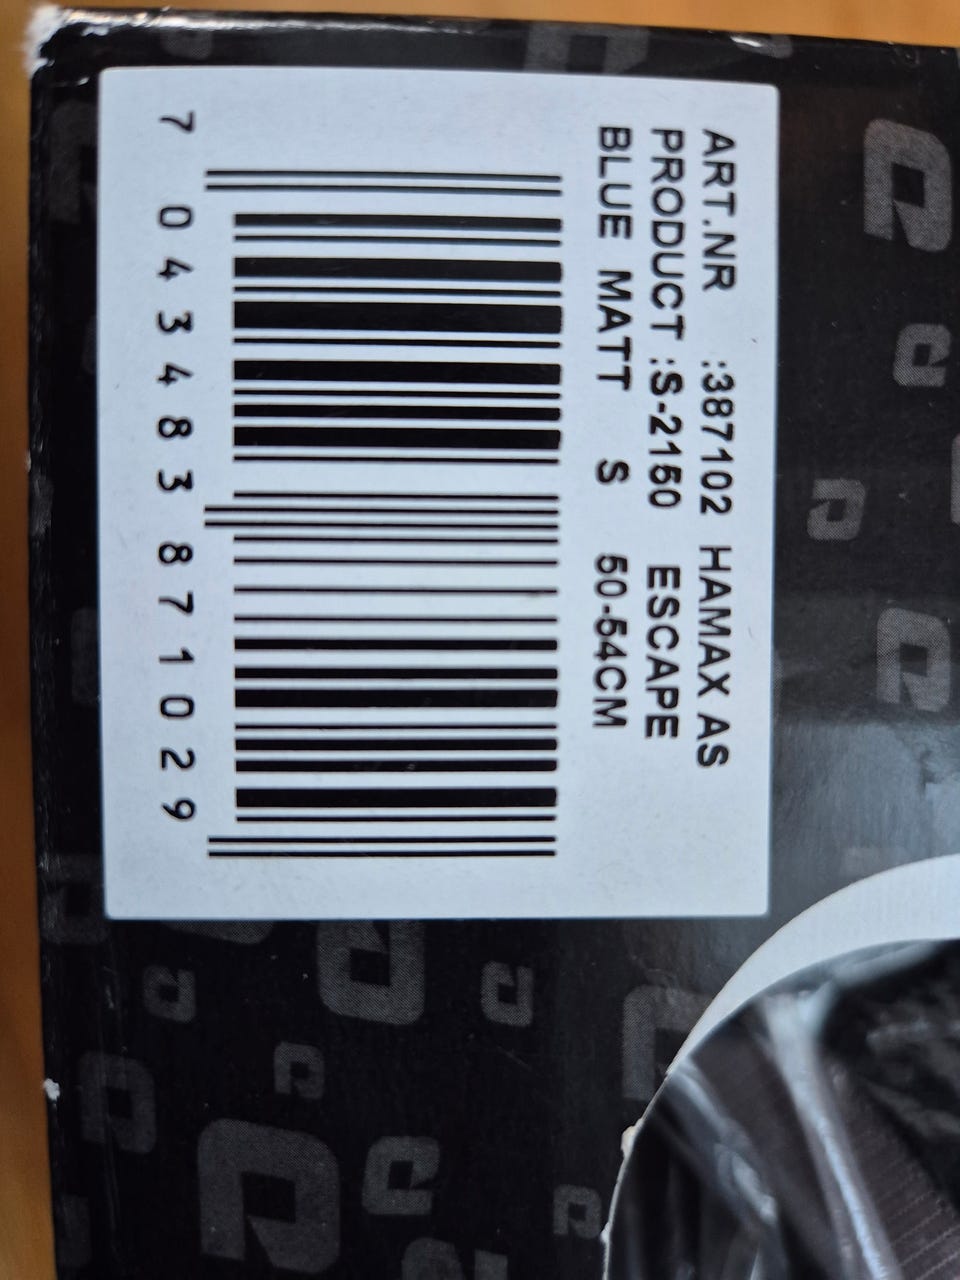 ART.NR :387102 HAMAX AS
PRODUCT :S-2150 ESCAPE
BLUE MATT S 50-54CM
7 043483 871029